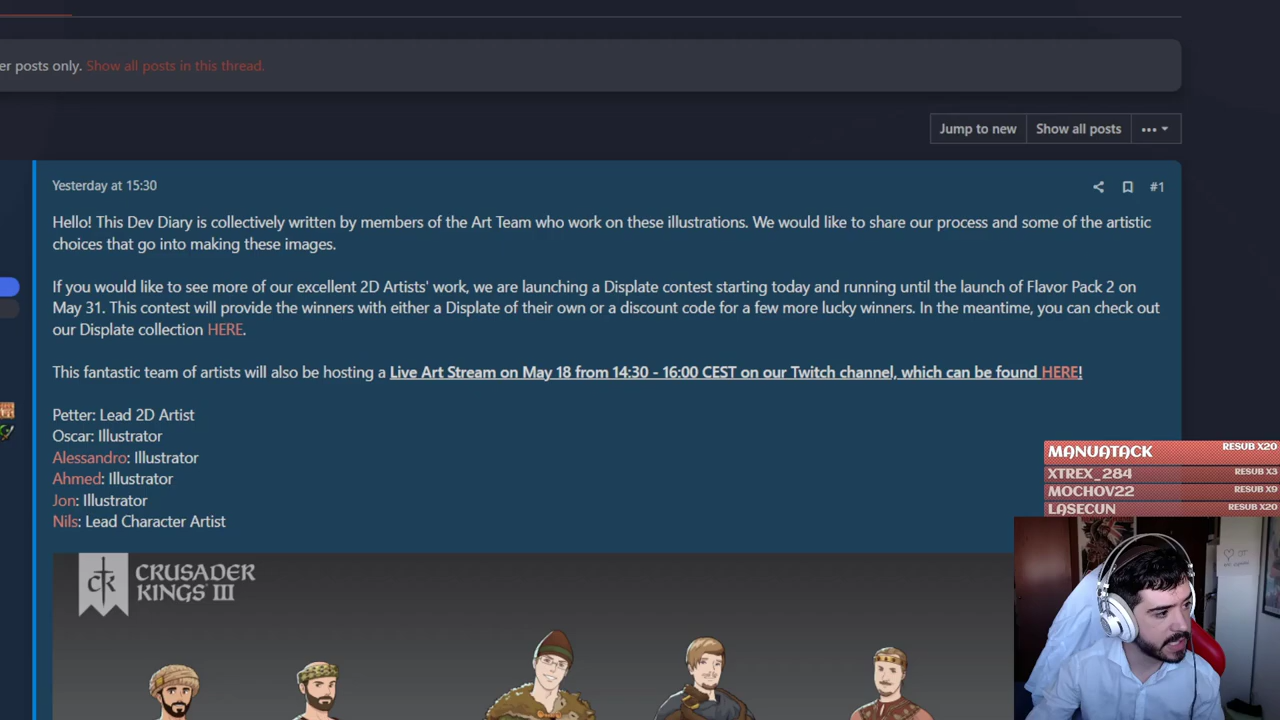 er posts only. Show all posts in this thread.
Jump to new
Show all posts
Yesterday at 15:30
#1
Hello! This Dev Diary is collectively written by members of the Art Team who work on these illustrations. We would like to share our process and some of the artistic
choices that go into making these images.
If you would like to see more of our excellent 2D Artists' work, we are launching a Displate contest starting today and running until the launch of Flavor Pack 2 on
May 31. This contest will provide the winners with either a Displate of their own or a discount code for a few more lucky winners. In the meantime, you can check out
our Displate collection HERE.
This fantastic team of artists will also be hosting a Live Art Stream on May 18 from 14:30 - 16:00 CEST on our Twitch channel, which can be found HERE!
Petter: Lead 2D Artist
Oscar: Illustrator
Alessandro: Illustrator
Ahmed: Illustrator
Jon: Illustrator
Nils: Lead Character Artist
MANUATACK RESUB X20
XTREX_284 RESUB X3
MOCHOV22 RESUB X9
LASECUN RESUB X20
CK
CRUSADER
KINGS III